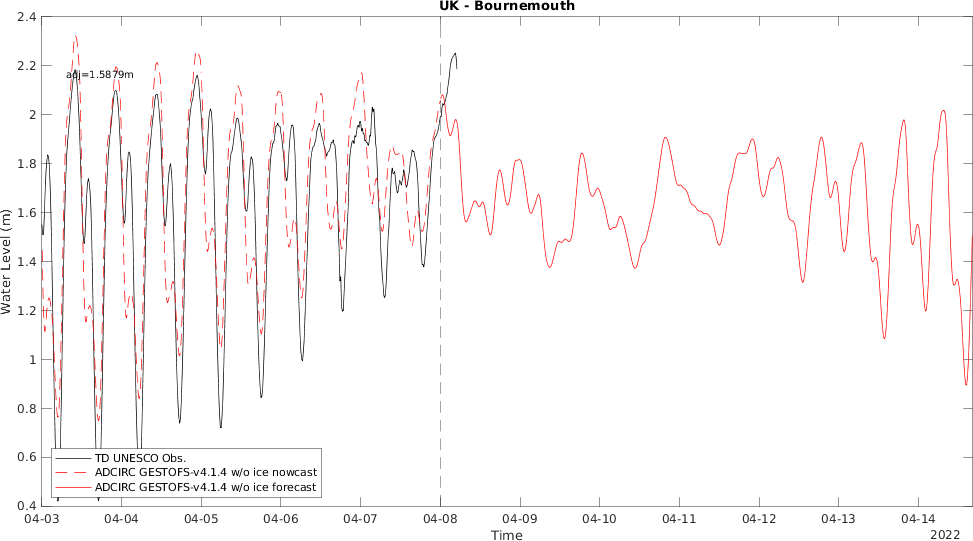 UK - Bournemouth
2.4
2.2
2
1.8
1.6
1.4
1.2
1
0.8
0.6
0.4
Water Level (m)
adj=1.5879m
TD UNESCO Obs.
ADCIRC GESTOFS-v4.1.4 w/o ice nowcast
ADCIRC GESTOFS-v4.1.4 w/o ice forecast
04-03 04-04 04-05 04-06 04-07 04-08 04-09 04-10 04-11 04-12 04-13 04-14
Time
2022